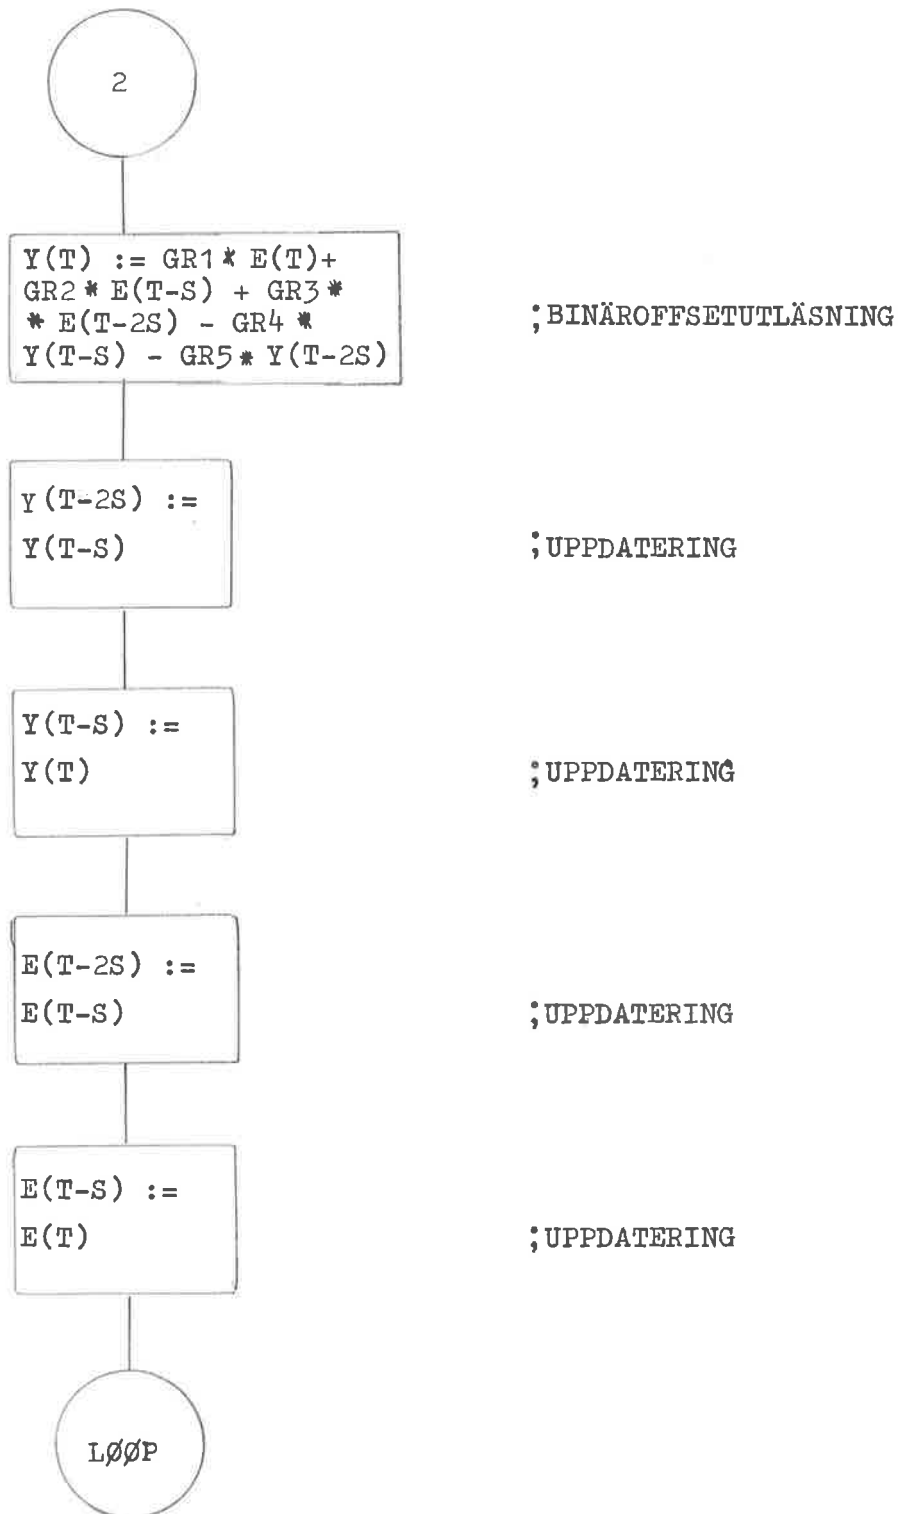 2
Y(T) := GR1 * E(T)+
GR2 * E(T-S) + GR3 *
* E(T-2S) - GR4 *
Y(T-S) - GR5 * Y(T-2S)
;BINÄROFFSETUTLÄSNING
Y(T-2S) :=
Y(T-S)
;UPPDATERING
Y(T-S) :=
Y(T)
;UPPDATERING
E(T-2S) :=
E(T-S)
;UPPDATERING
E(T-S) :=
E(T)
;UPPDATERING
LØØP